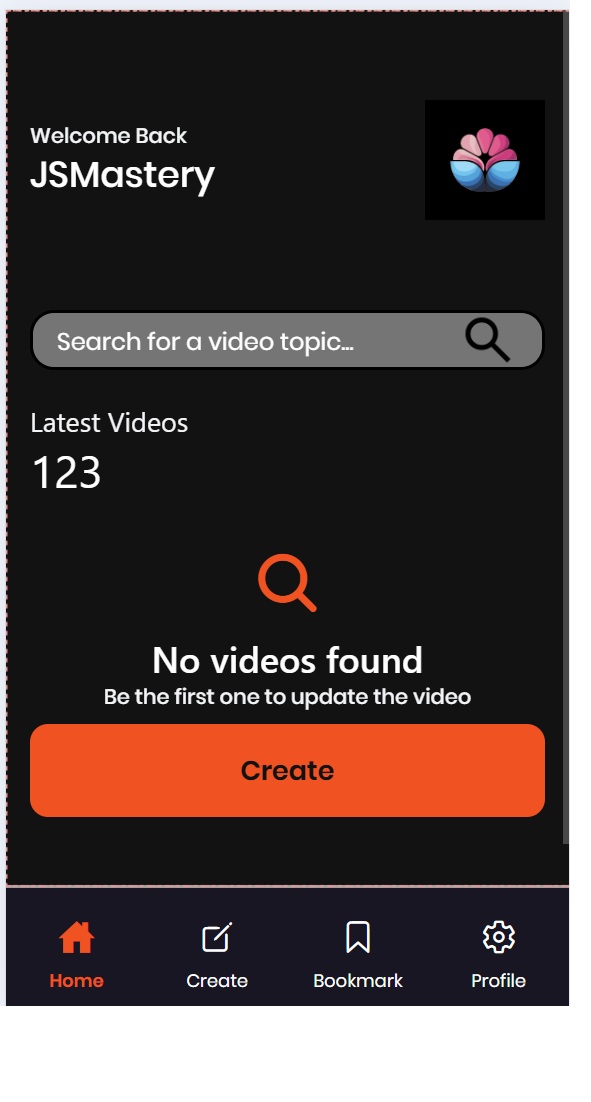 Welcome Back
JSMastery
Search for a video topic...
Latest Videos
123
No videos found
Be the first one to update the video
Create
Home
Create
Bookmark
Profile